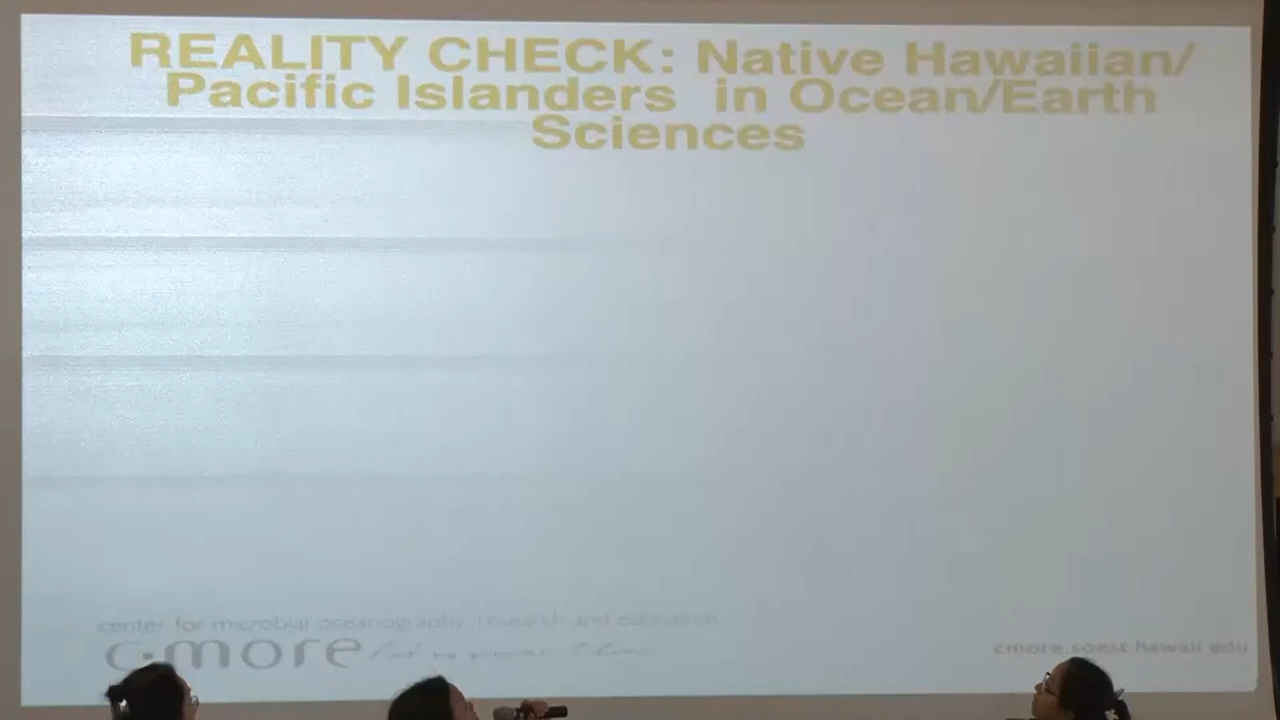 REALITY CHECK: Native Hawaiian/
Pacific Islanders in Ocean/Earth
Sciences
center for microbial oceanography: research and education
c·more
cmore.soest.hawaii.edu